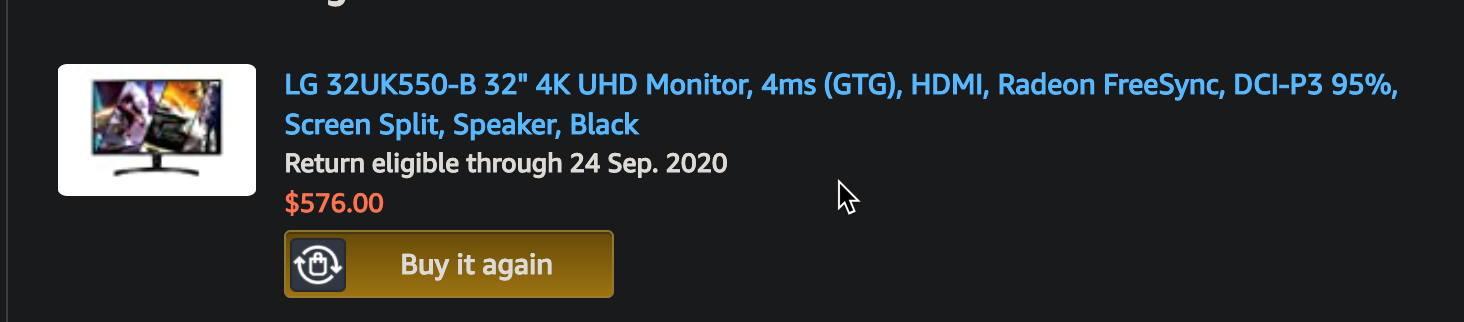 LG 32UK550-B 32" 4K UHD Monitor, 4ms (GTG), HDMI, Radeon FreeSync, DCI-P3 95%,
Screen Split, Speaker, Black
Return eligible through 24 Sep. 2020
$576.00
Buy it again